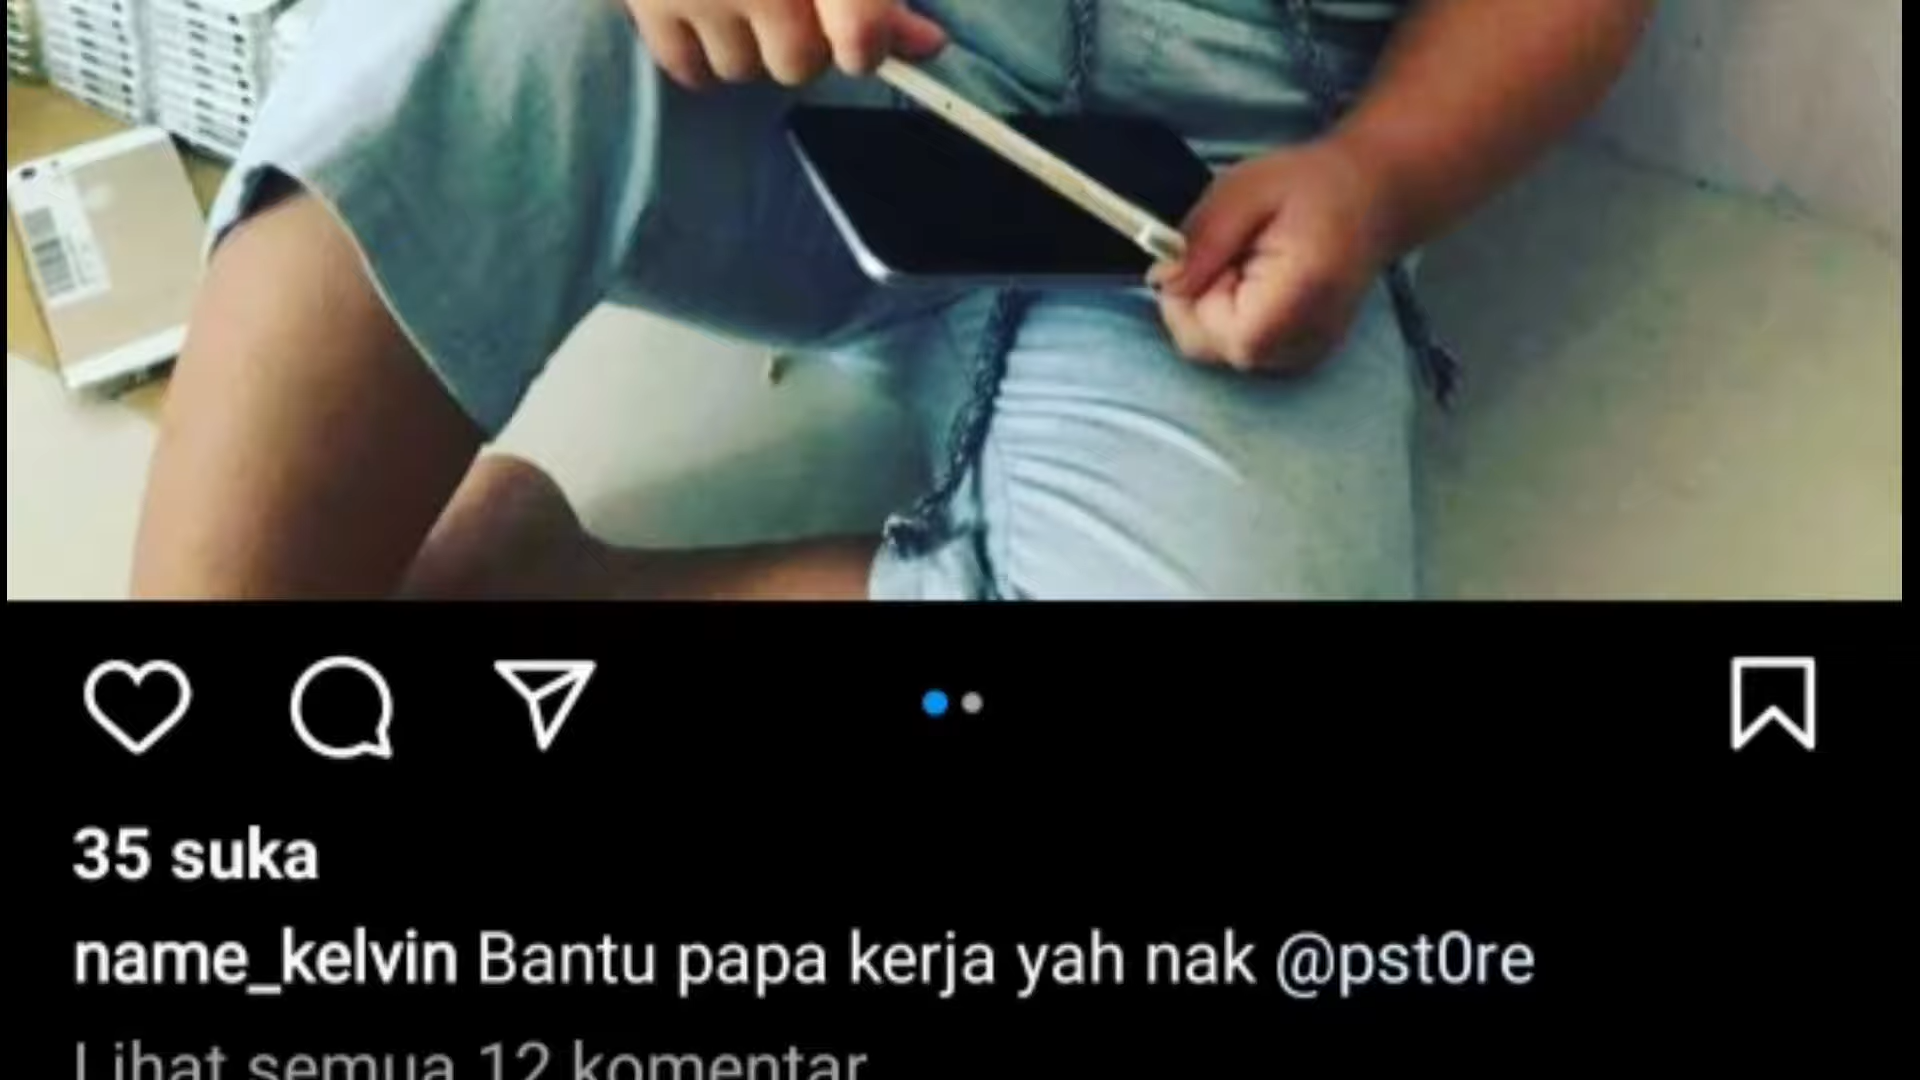 35 suka
name_kelvin Bantu papa kerja yah nak @pst0re
Lihat semua 12 komentar